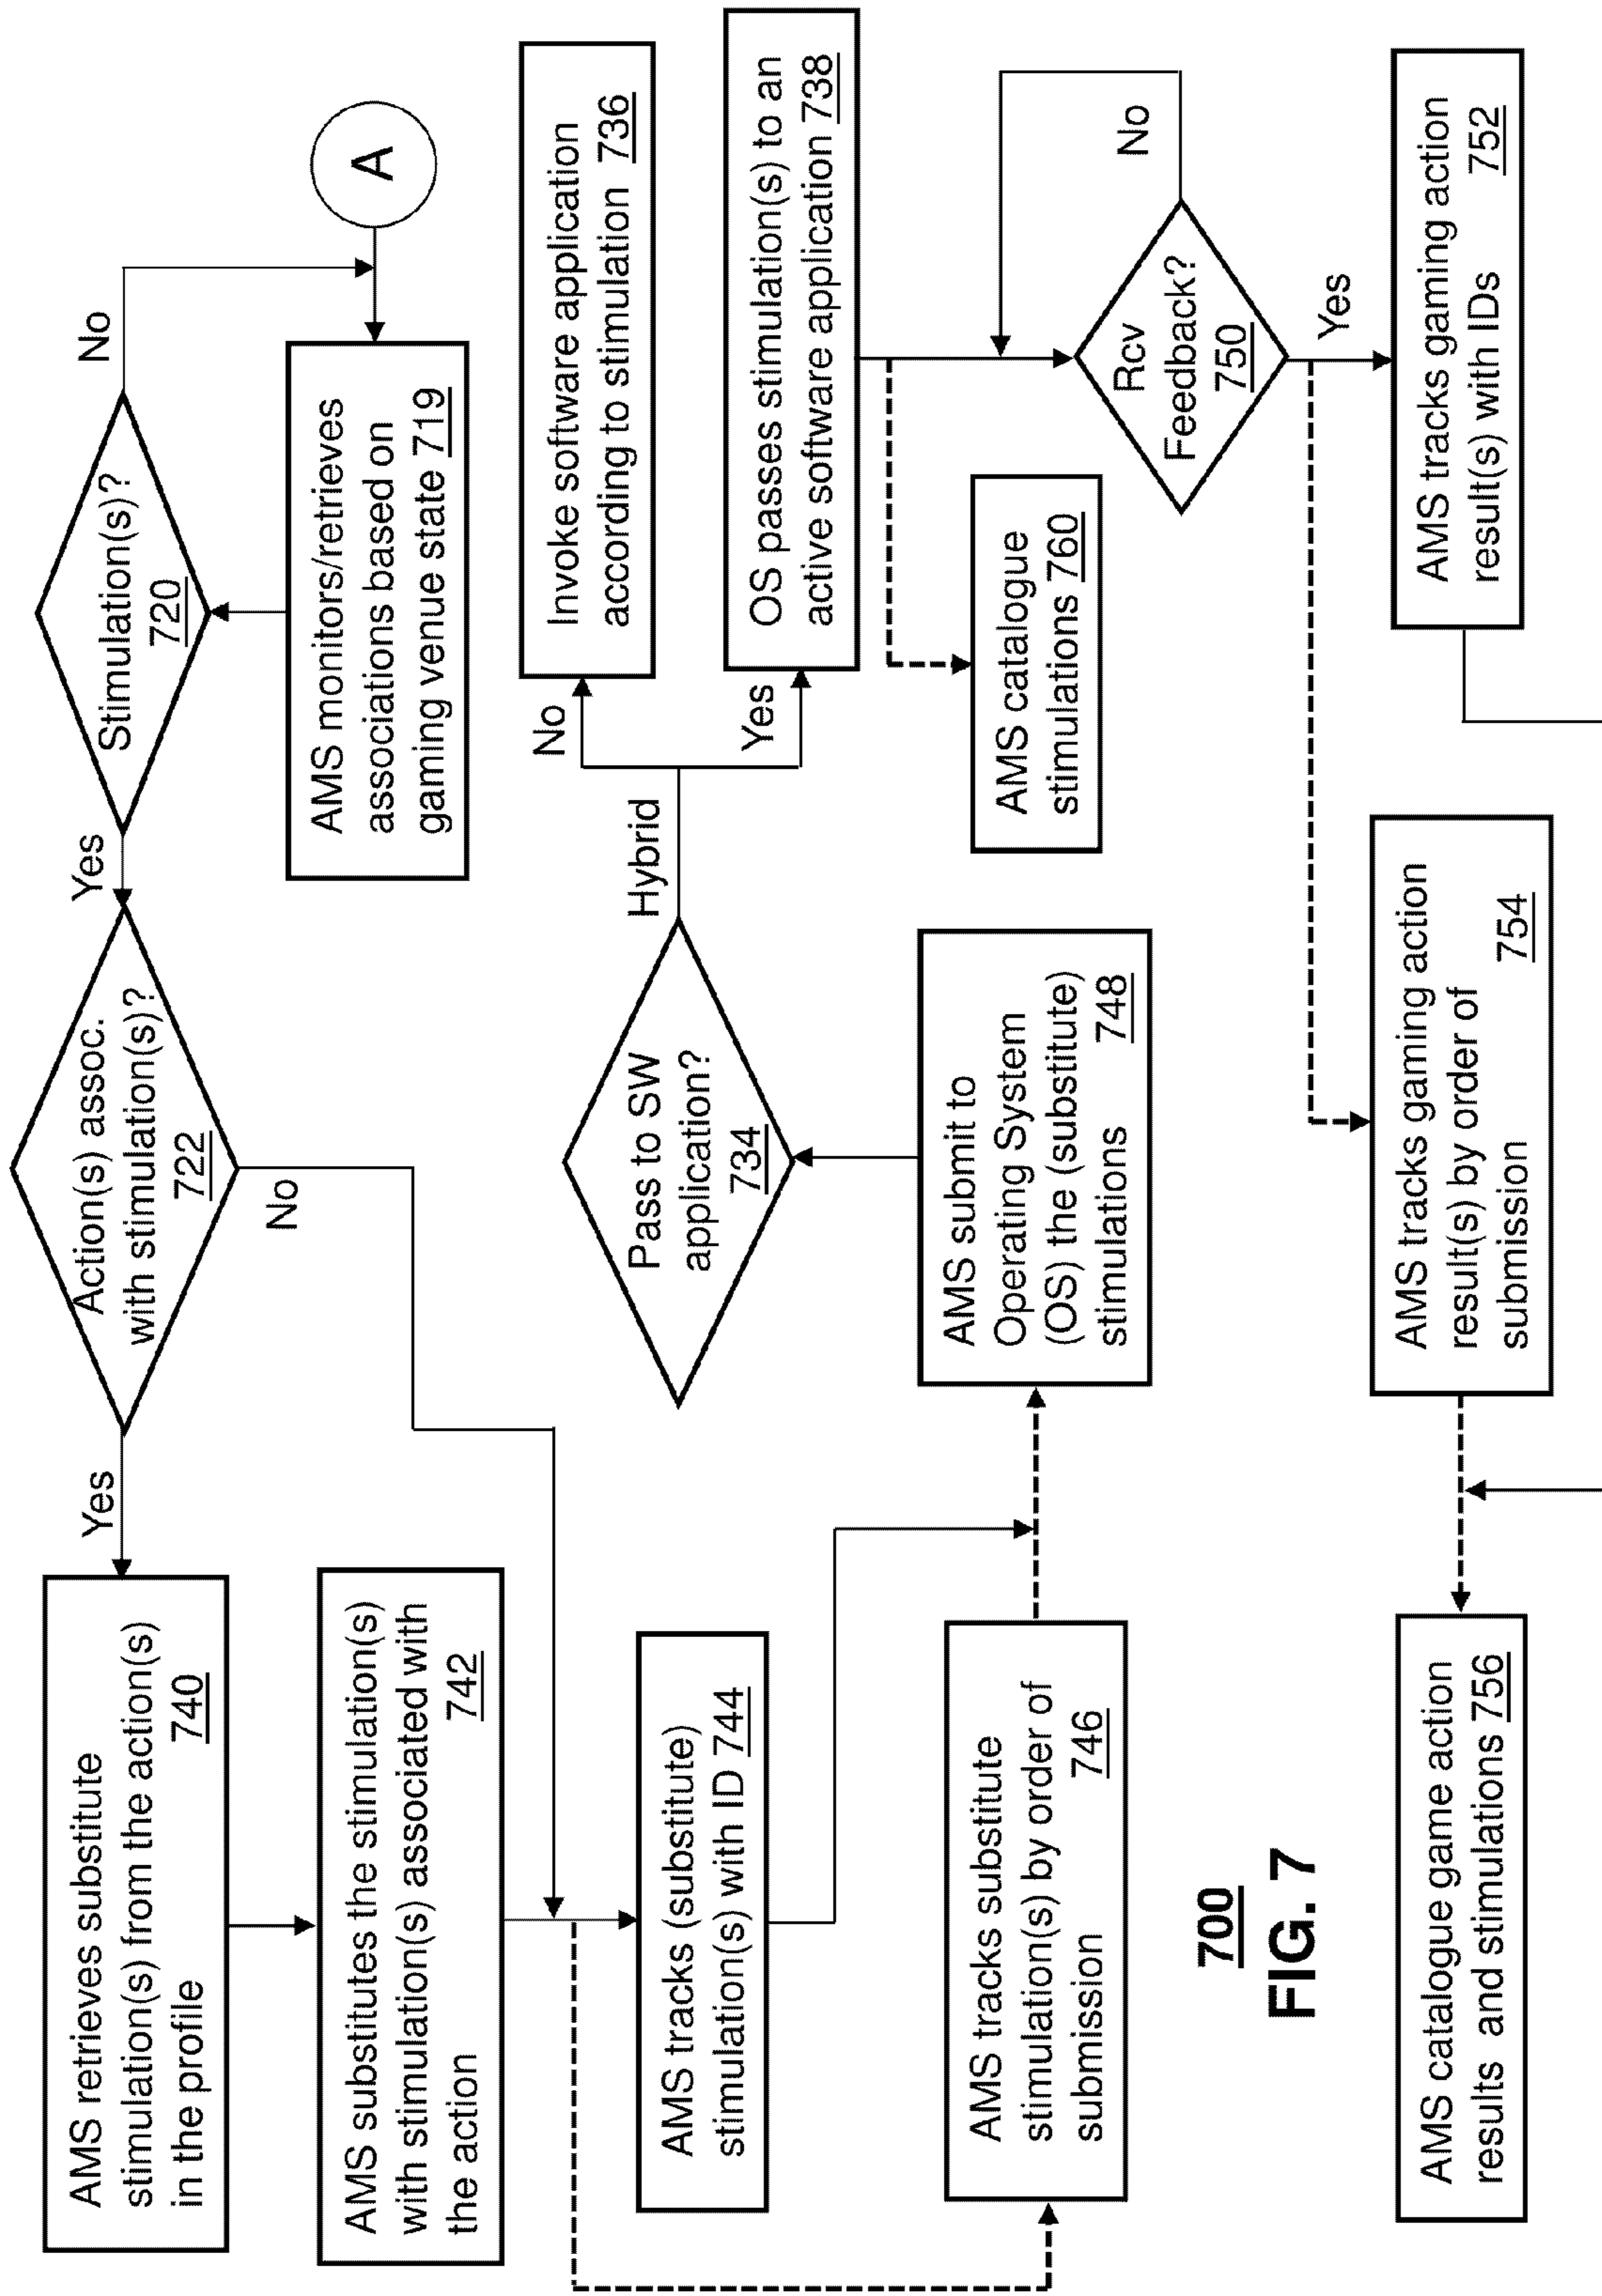 A
AMS monitors/retrieves
associations based on
gaming venue state 719
No
Stimulation(s)?
720
Yes
Action(s) assoc.
with stimulation(s)?
722
No
Yes
AMS retrieves substitute
stimulation(s) from the action(s)
in the profile
740
AMS substitutes the stimulation(s)
with stimulation(s) associated with
the action
742
AMS tracks (substitute)
stimulation(s) with ID 744
AMS tracks substitute
stimulation(s) by order of
submission
746
AMS submit to
Operating System
(OS) the (substitute)
stimulations
748
Pass to SW
application?
734
Hybrid
No
Yes
Invoke software application
according to stimulation 736
OS passes stimulation(s) to an
active software application 738
AMS catalogue
stimulations 760
Rcv
Feedback?
750
No
Yes
AMS tracks gaming action
result(s) with IDs
752
AMS tracks gaming action
result(s) by order of
submission
754
AMS catalogue game action
results and stimulations 756
700
FIG. 7